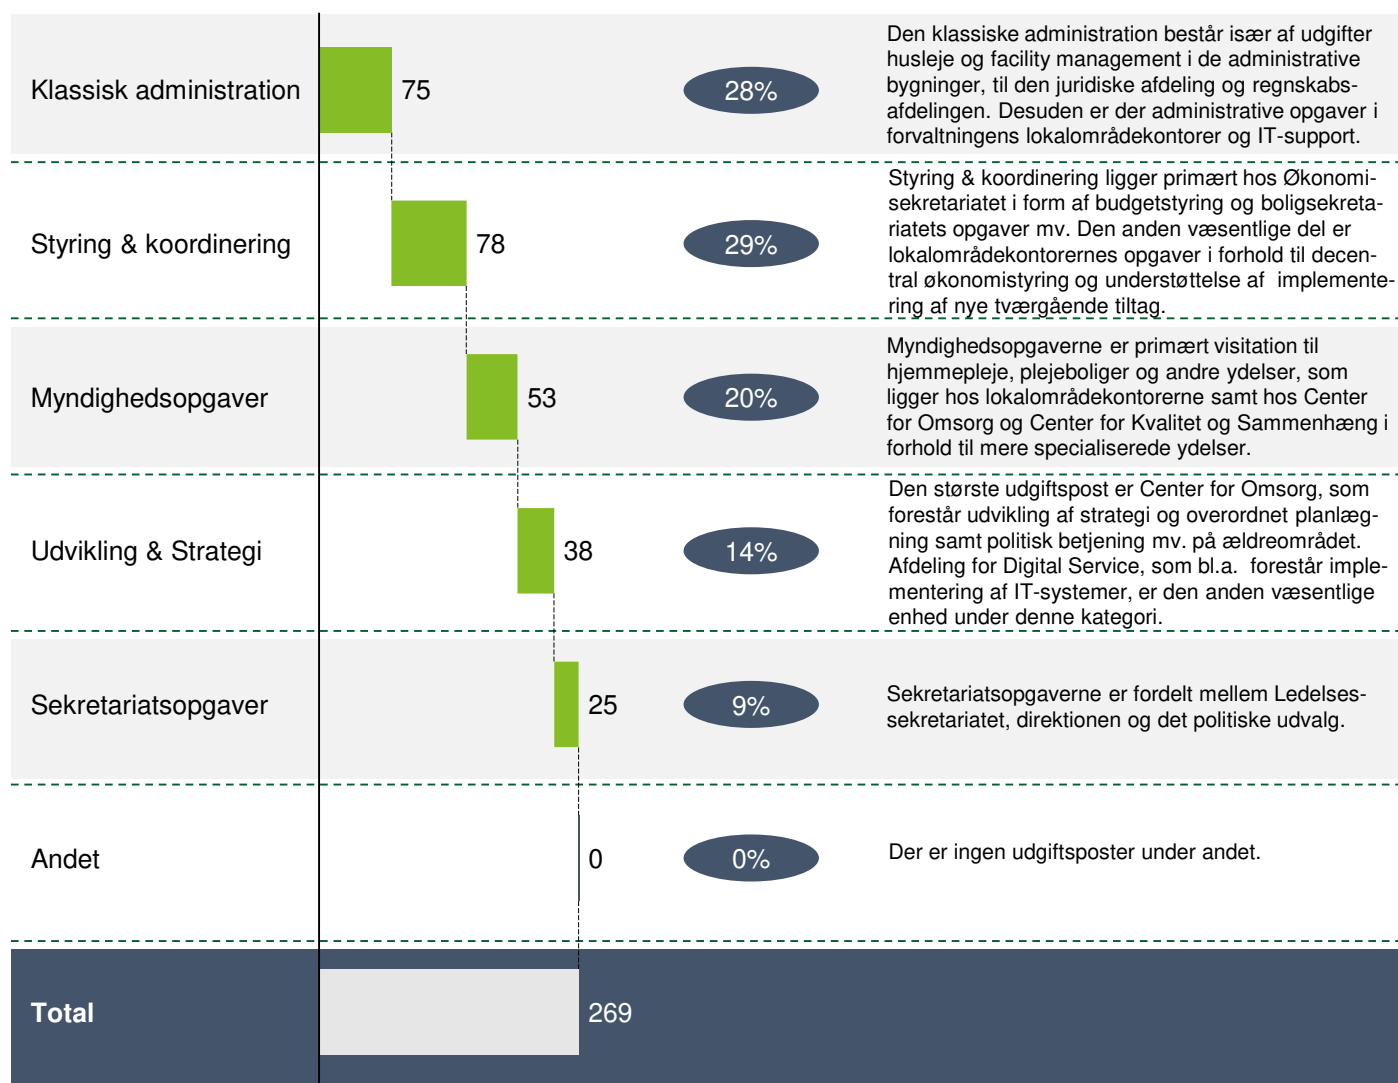 Klassisk administration
75
28%
Den klassiske administration består især af udgifter
husleje og facility management i de administrative
bygninger, til den juridiske afdeling og regnskabs-
afdelingen. Desuden er der administrative opgaver i
forvaltningens lokalområdekontorer og IT-support.
Styring & koordinering
78
29%
Styring & koordinering ligger primært hos Økonomi-
sekretariatet i form af budgetstyring og boligsekreta-
riatets opgaver mv. Den anden væsentlige del er
lokalområdekontorernes opgaver i forhold til decen-
tral økonomistyring og understøttelse af  implemente-
ring af nye tværgående tiltag.
Myndighedsopgaver
53
20%
Myndighedsopgaverne er primært visitation til
hjemmepleje, plejeboliger og andre ydelser, som
ligger hos lokalområdekontorerne samt hos Center
for Omsorg og Center for Kvalitet og Sammenhæng i
forhold til mere specialiserede ydelser.
Udvikling & Strategi
38
14%
Den største udgiftspost er Center for Omsorg, som
forestår udvikling af strategi og overordnet planlæg-
ning samt politisk betjening mv. på ældreområdet.
Afdeling for Digital Service, som bl.a.  forestår imple-
mentering af IT-systemer, er den anden væsentlige
enhed under denne kategori.
Sekretariatsopgaver
25
9%
Sekretariatsopgaverne er fordelt mellem Ledelses-
sekretariatet, direktionen og det politiske udvalg.
Andet
0
0%
Der er ingen udgiftsposter under andet.
Total
269